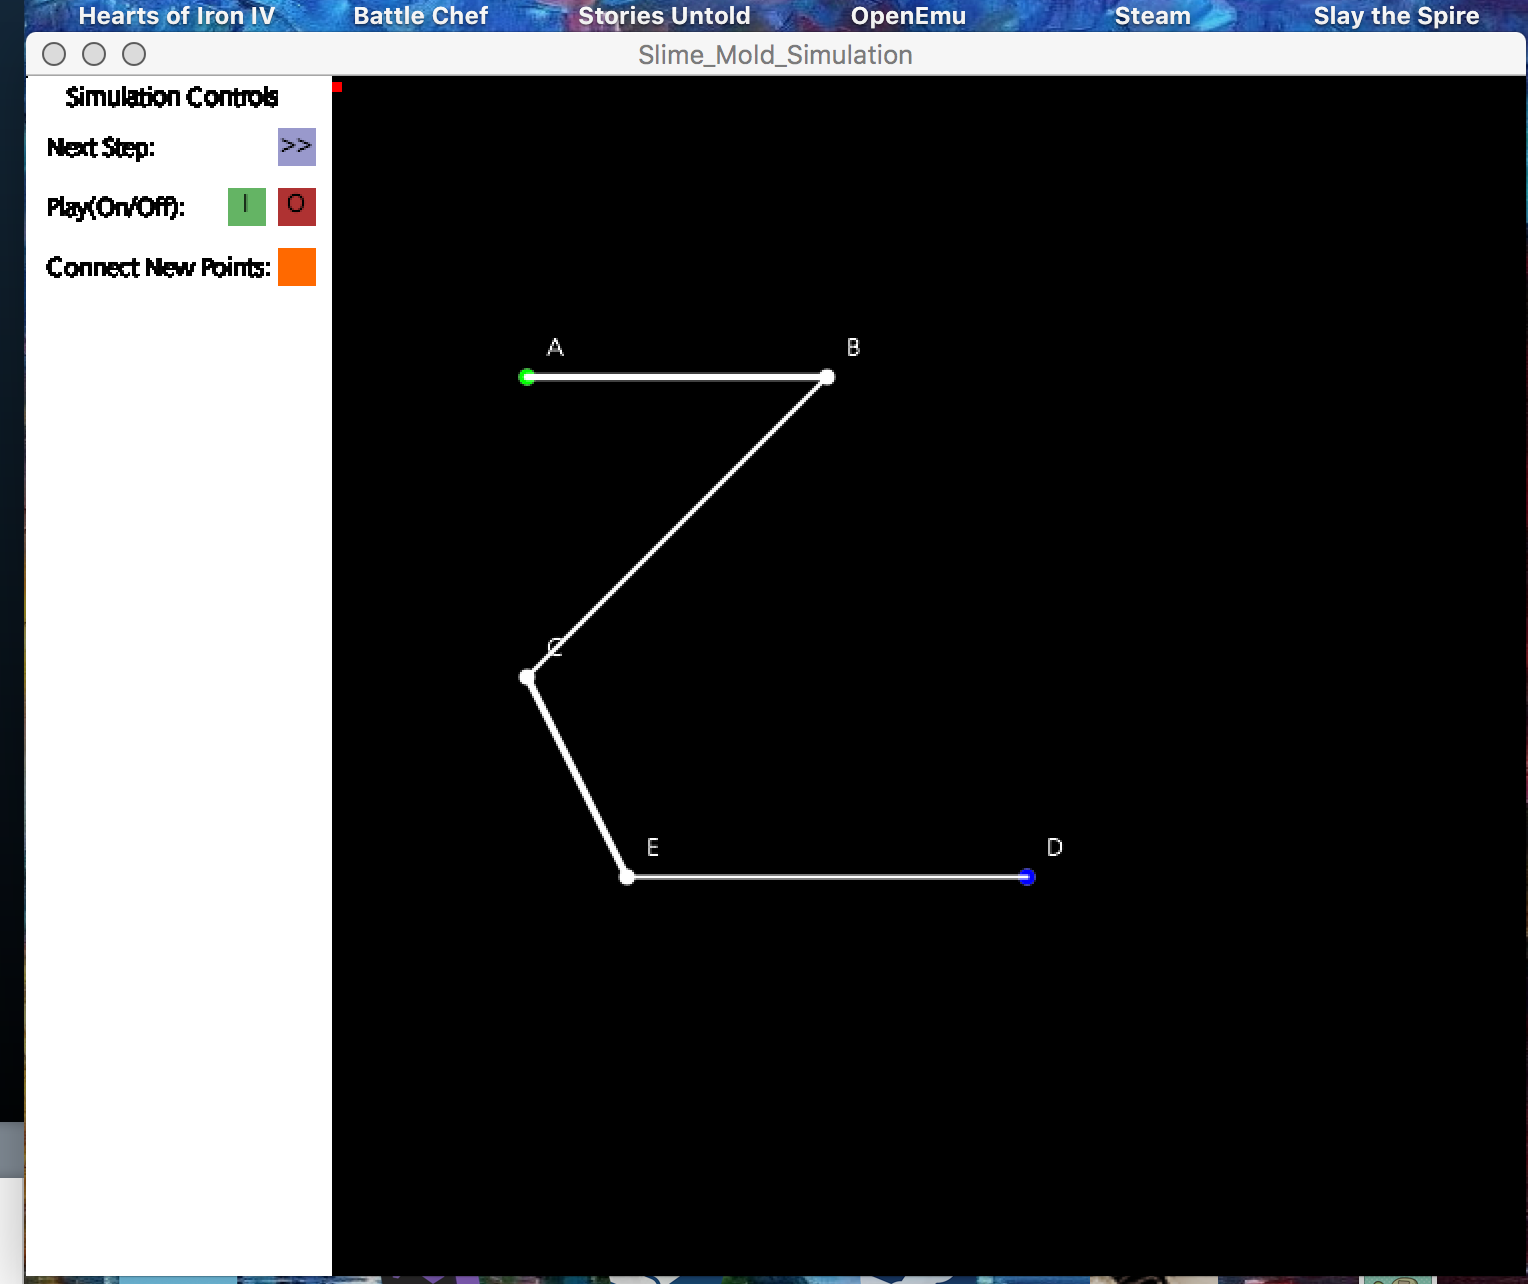 Hearts of Iron IV Battle Chef Stories Untold OpenEmu Steam Slay the Spire
Slime_Mold_Simulation
Simulation Controls
Next Step: >>
Play(On/Off): I O
Connect New Points:
A B
C
E D